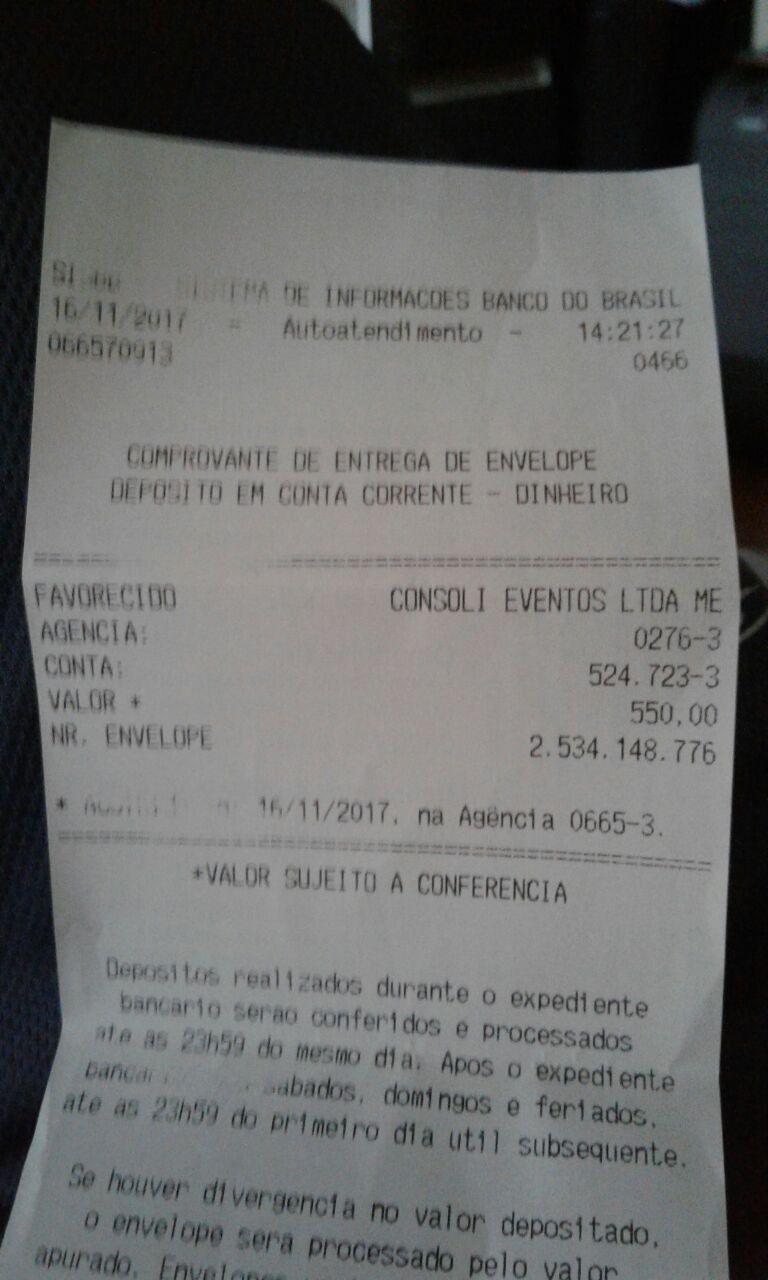 SISTEMA DE INFORMACOES BANCO DO BRASIL
16/11/2017 - Autoatendimento - 14:21:27
066570913 0466
COMPROVANTE DE ENTREGA DE ENVELOPE
DEPOSITO EM CONTA CORRENTE - DINHEIRO
FAVORECIDO CONSOLI EVENTOS LTDA ME
AGENCIA: 0276-3
CONTA: 524.723-3
VALOR * 550,00
NR. ENVELOPE 2.534.148.776
* 16/11/2017, na Agência 0665-3.
*VALOR SUJEITO A CONFERENCIA
Depositos realizados durante o expediente
bancario serao conferidos e processados
ate as 23h59 do mesmo dia. Apos o expediente
sabados, domingos e feriados,
ate as 23h59 do primeiro dia util subsequente.
Se houver divergencia no valor depositado,
o envelope sera processado pelo valor
apurado.